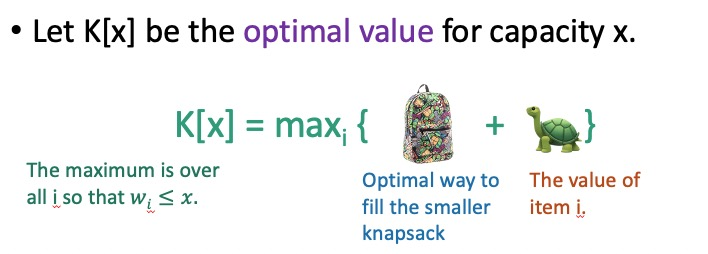 • Let K[x] be the optimal value for capacity x.
K[x] = maxᵢ { + }
The maximum is over
all i so that wᵢ ≤ x.
Optimal way to
fill the smaller
knapsack
The value of
item i.